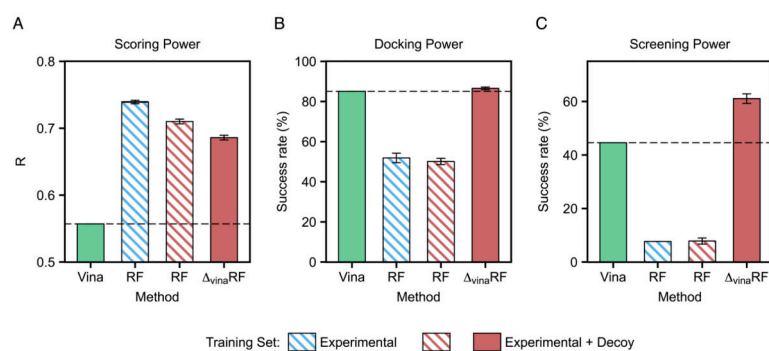 A
Scoring Power
R
0.8
0.7
0.6
0.5
Vina RF RF ΔvinaRF
Method
B
Docking Power
Success rate (%)
100
80
60
40
20
0
Vina RF RF ΔvinaRF
Method
C
Screening Power
Success rate (%)
60
40
20
0
Vina RF RF ΔvinaRF
Method
Training Set: Experimental Experimental + Decoy